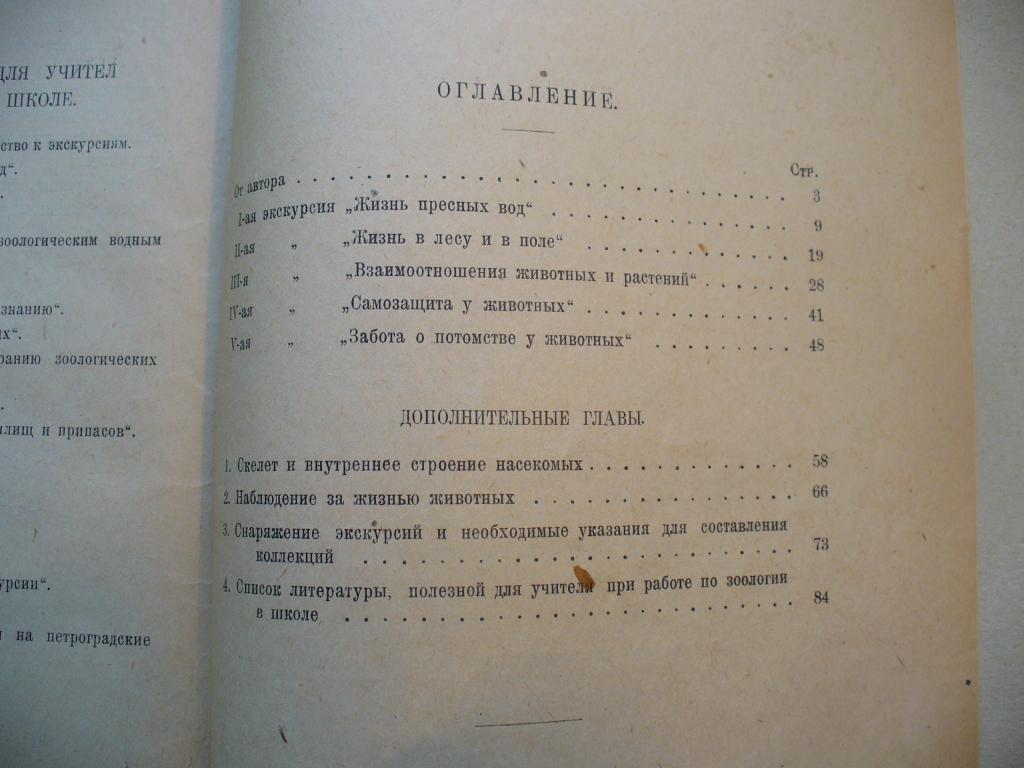 ДЛЯ УЧИТЕЛ
ШКОЛЕ.
ство к экскурсиям.
д“.
зоологическим водным
знанию“.
их“.
ранию зоологических
илищ и припасов“.
урсии“.
на петроградские
ОГЛАВЛЕНИЕ.
Стр.
От автора . . . . . . . . . . . . . . . . . . . . . . . . 3
I-ая экскурсия „Жизнь пресных вод“ . . . . . . . . . . . . 9
II-ая „ „Жизнь в лесу и в поле“ . . . . . . . . . . 19
III-я „ „Взаимоотношения животных и растений“ . . . . . . 28
IV-ая „ „Самозащита у животных“ . . . . . . . . . . 41
V-ая „ „Забота о потомстве у животных“ . . . . . . . . 48
ДОПОЛНИТЕЛЬНЫЕ ГЛАВЫ.
1. Скелет и внутреннее строение насекомых . . . . . . . . . . . 58
2. Наблюдение за жизнью животных . . . . . . . . . . . . . . 66
3. Снаряжение экскурсий и необходимые указания для составления
коллекций . . . . . . . . . . . . . . . . . . . . . . 73
4. Список литературы, полезной для учителя при работе по зоологии
в школе . . . . . . . . . . . . . . . . . . . . . . . 84